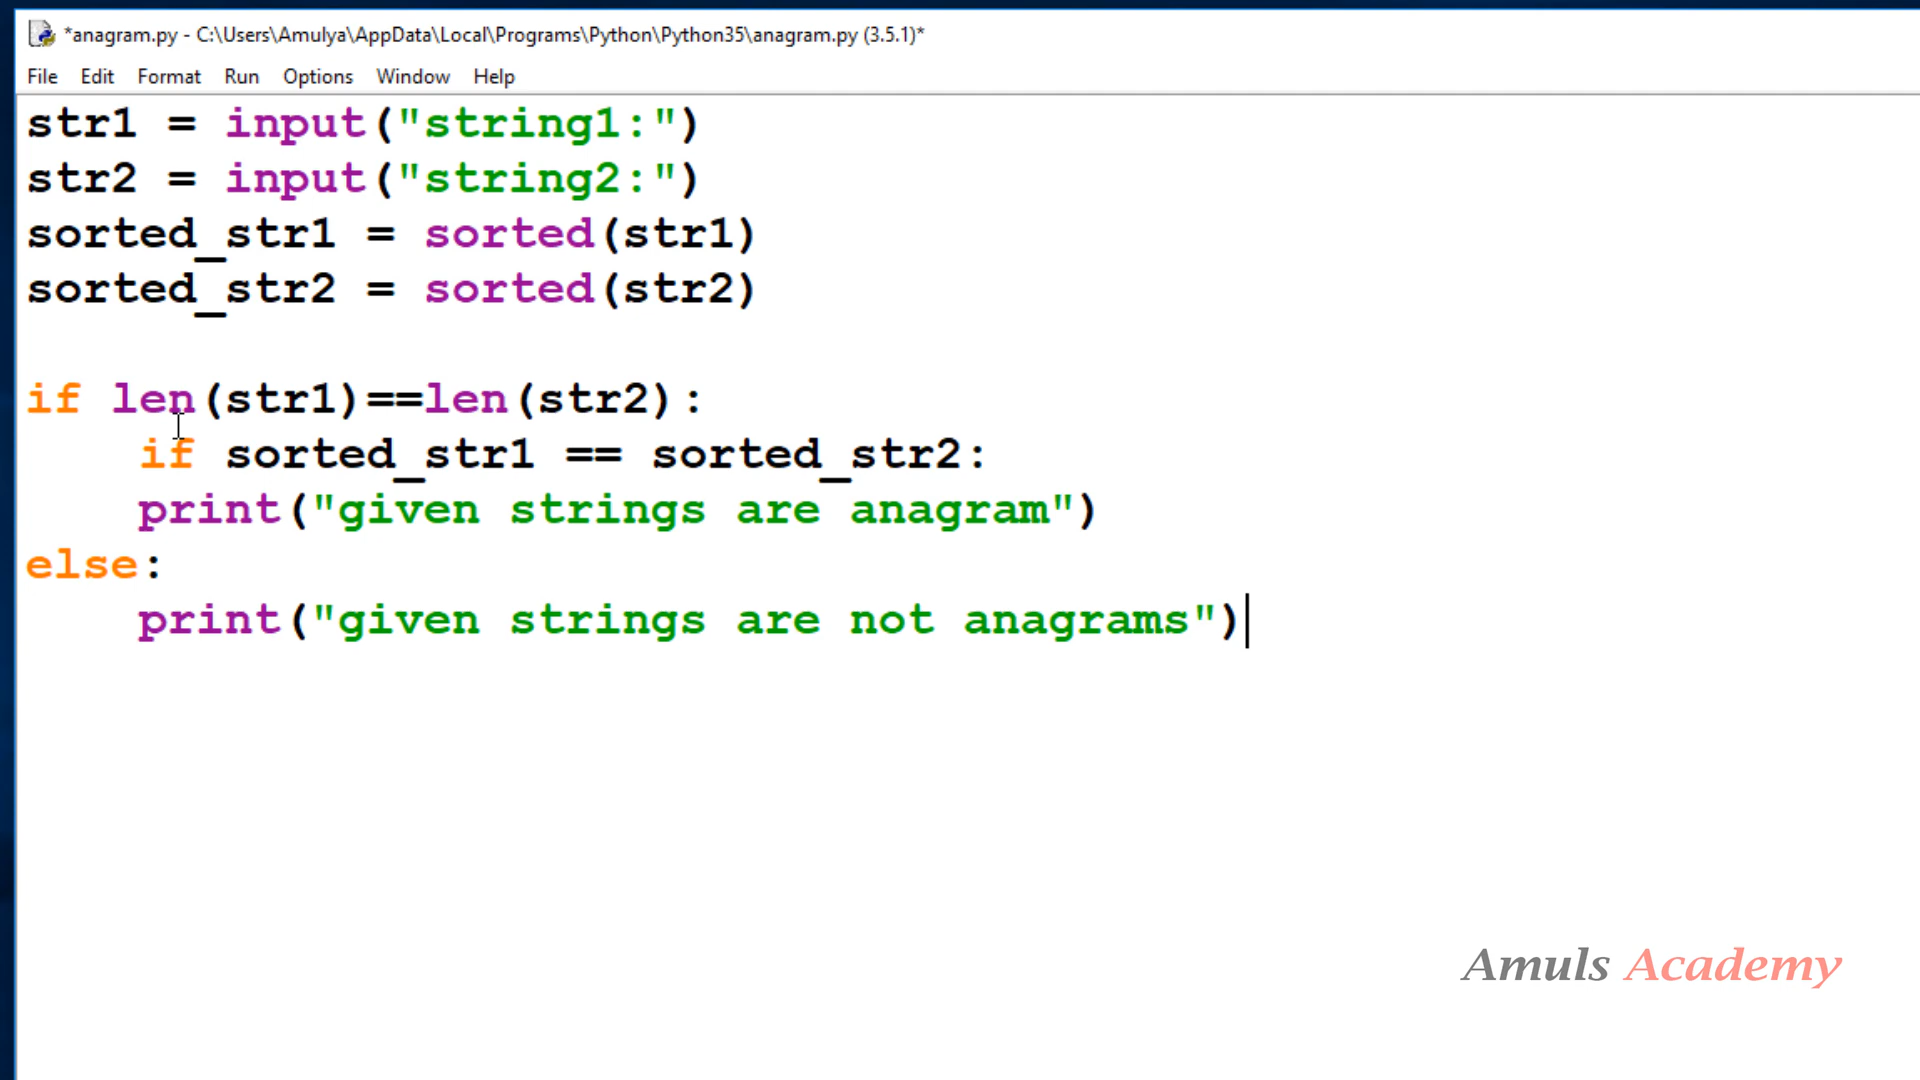 *anagram.py - C:\Users\Amulya\AppData\Local\Programs\Python\Python35\anagram.py (3.5.1)*
File Edit Format Run Options Window Help
str1 = input("string1:")
str2 = input("string2:")
sorted_str1 = sorted(str1)
sorted_str2 = sorted(str2)

if len(str1)==len(str2):
    if sorted_str1 == sorted_str2:
    print("given strings are anagram")
else:
    print("given strings are not anagrams")
Amuls Academy